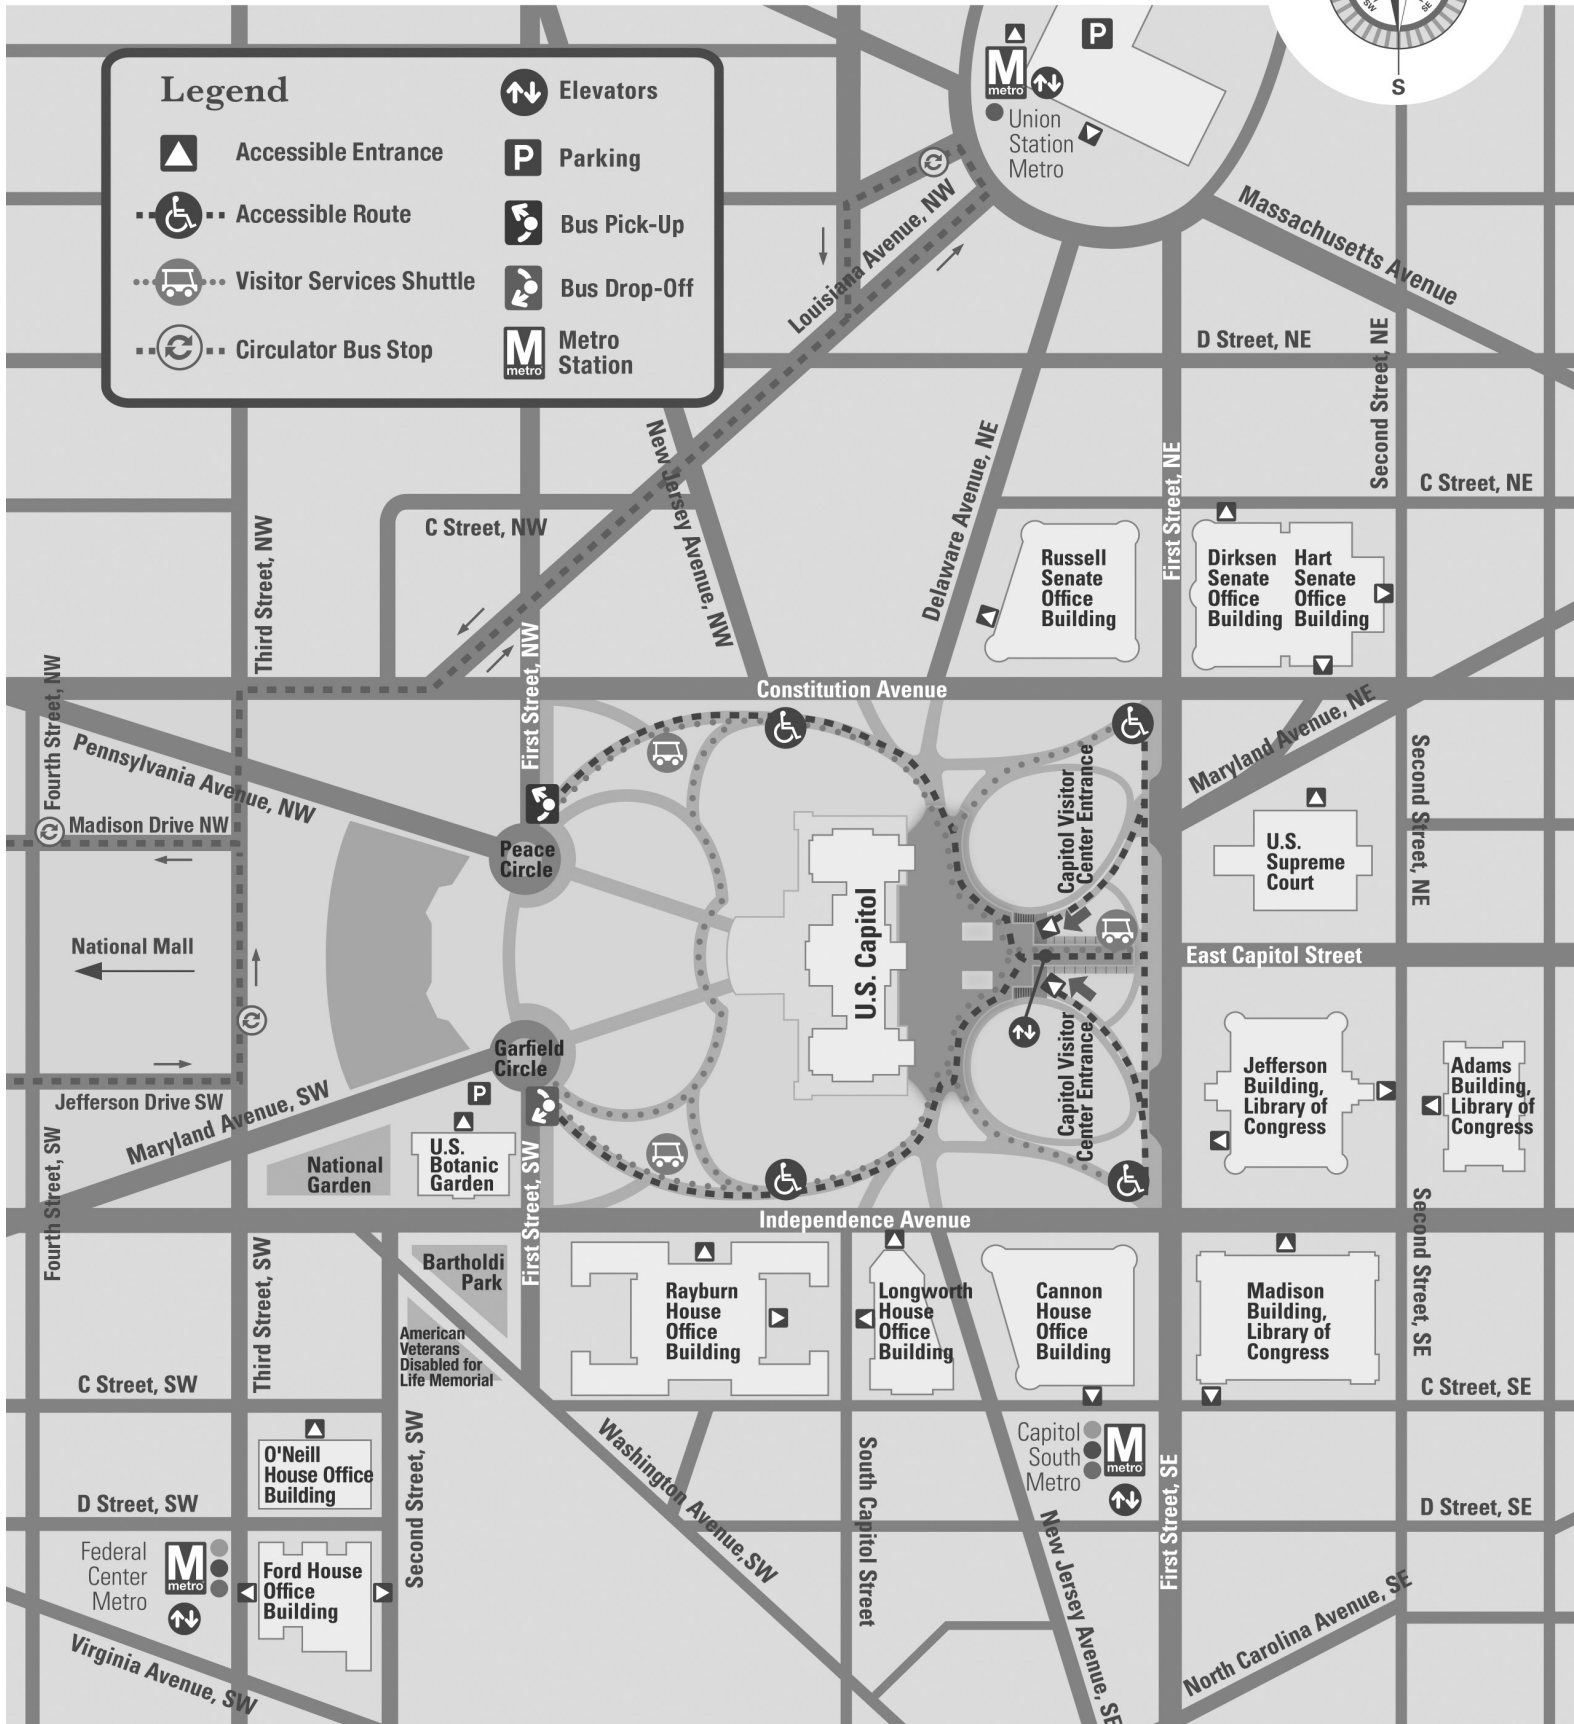 SW
SE
S
Legend
Accessible Entrance
Accessible Route
Visitor Services Shuttle
Circulator Bus Stop
Elevators
P
Parking
Bus Pick-Up
Bus Drop-Off
M
metro
Metro
Station
P
M
metro
Union
Station
Metro
Massachusetts Avenue
Louisiana Avenue, NW
D Street, NE
Second Street, NE
New Jersey Avenue, NW
Delaware Avenue, NE
First Street, NE
C Street, NE
C Street, NW
Third Street, NW
Russell
Senate
Office
Building
Dirksen
Senate
Office
Building
Hart
Senate
Office
Building
First Street, NW
Fourth Street, NW
Constitution Avenue
Maryland Avenue, NE
Pennsylvania Avenue, NW
Madison Drive NW
Peace
Circle
Capitol Visitor
Center Entrance
U.S.
Supreme
Court
Second Street, NE
National Mall
U.S. Capitol
East Capitol Street
Garfield
Circle
Capitol Visitor
Center Entrance
Jefferson
Building,
Library of
Congress
Adams
Building,
Library of
Congress
Jefferson Drive SW
Maryland Avenue, SW
P
U.S.
Botanic
Garden
National
Garden
Fourth Street, SW
First Street, SW
Independence Avenue
Second Street, SE
Third Street, SW
Bartholdi
Park
American
Veterans
Disabled for
Life Memorial
Rayburn
House
Office
Building
Longworth
House
Office
Building
Cannon
House
Office
Building
Madison
Building,
Library of
Congress
C Street, SW
C Street, SE
O'Neill
House Office
Building
Second Street, SW
Washington Avenue, SW
South Capitol Street
Capitol
South
Metro
M
metro
First Street, SE
D Street, SW
D Street, SE
Federal
Center
Metro
M
metro
Ford House
Office
Building
New Jersey Avenue, SE
North Carolina Avenue, SE
Virginia Avenue, SW